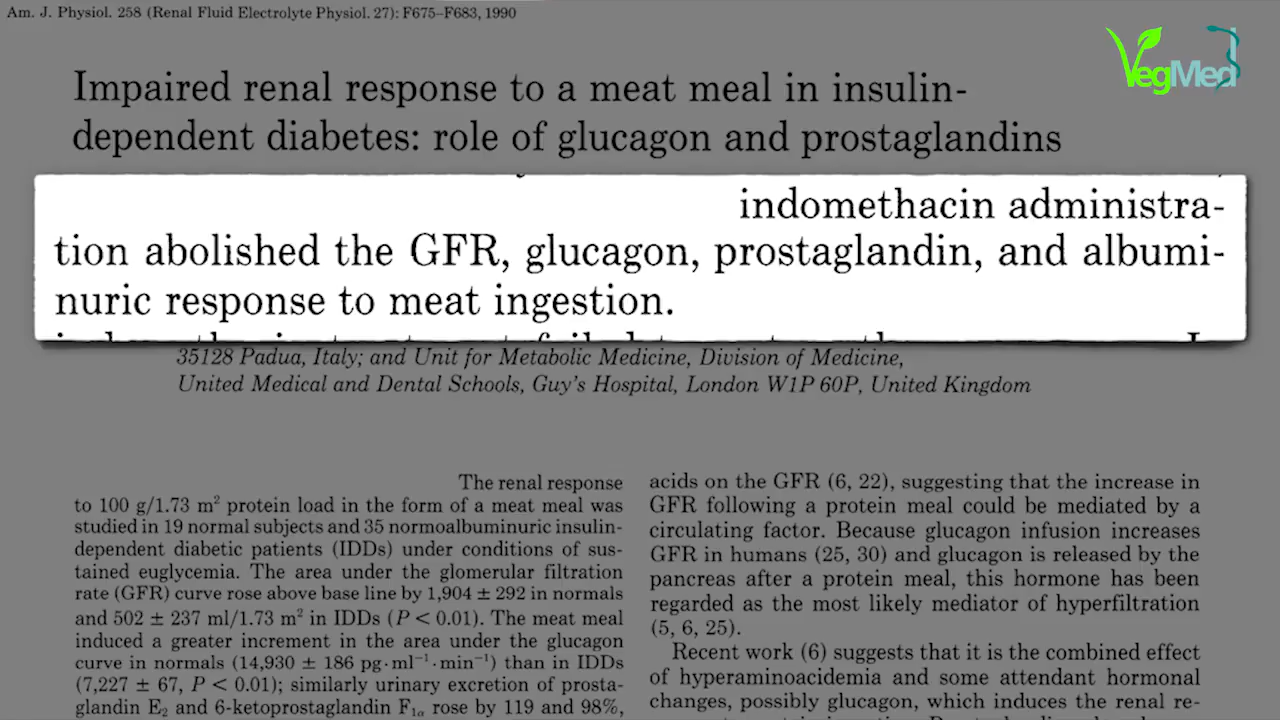 Am. J. Physiol. 258 (Renal Fluid Electrolyte Physiol. 27): F675–F683, 1990
VegMed
Impaired renal response to a meat meal in insulin-
dependent diabetes: role of glucagon and prostaglandins
indomethacin administra-
tion abolished the GFR, glucagon, prostaglandin, and albumi-
nuric response to meat ingestion.
35128 Padua, Italy; and Unit for Metabolic Medicine, Division of Medicine,
United Medical and Dental Schools, Guy's Hospital, London W1P 60P, United Kingdom
The renal response
to 100 g/1.73 m² protein load in the form of a meat meal was
studied in 19 normal subjects and 35 normoalbuminuric insulin-
dependent diabetic patients (IDDs) under conditions of sus-
tained euglycemia. The area under the glomerular filtration
rate (GFR) curve rose above base line by 1,904 ± 292 in normals
and 502 ± 237 ml/1.73 m² in IDDs (P < 0.01). The meat meal
induced a greater increment in the area under the glucagon
curve in normals (14,930 ± 186 pg·ml⁻¹·min⁻¹) than in IDDs
(7,227 ± 67, P < 0.01); similarly urinary excretion of prosta-
glandin E₂ and 6-ketoprostaglandin F₁α rose by 119 and 98%,
acids on the GFR (6, 22), suggesting that the increase in
GFR following a protein meal could be mediated by a
circulating factor. Because glucagon infusion increases
GFR in humans (25, 30) and glucagon is released by the
pancreas after a protein meal, this hormone has been
regarded as the most likely mediator of hyperfiltration
(5, 6, 25).
Recent work (6) suggests that it is the combined effect
of hyperaminoacidemia and some attendant hormonal
changes, possibly glucagon, which induces the renal re-